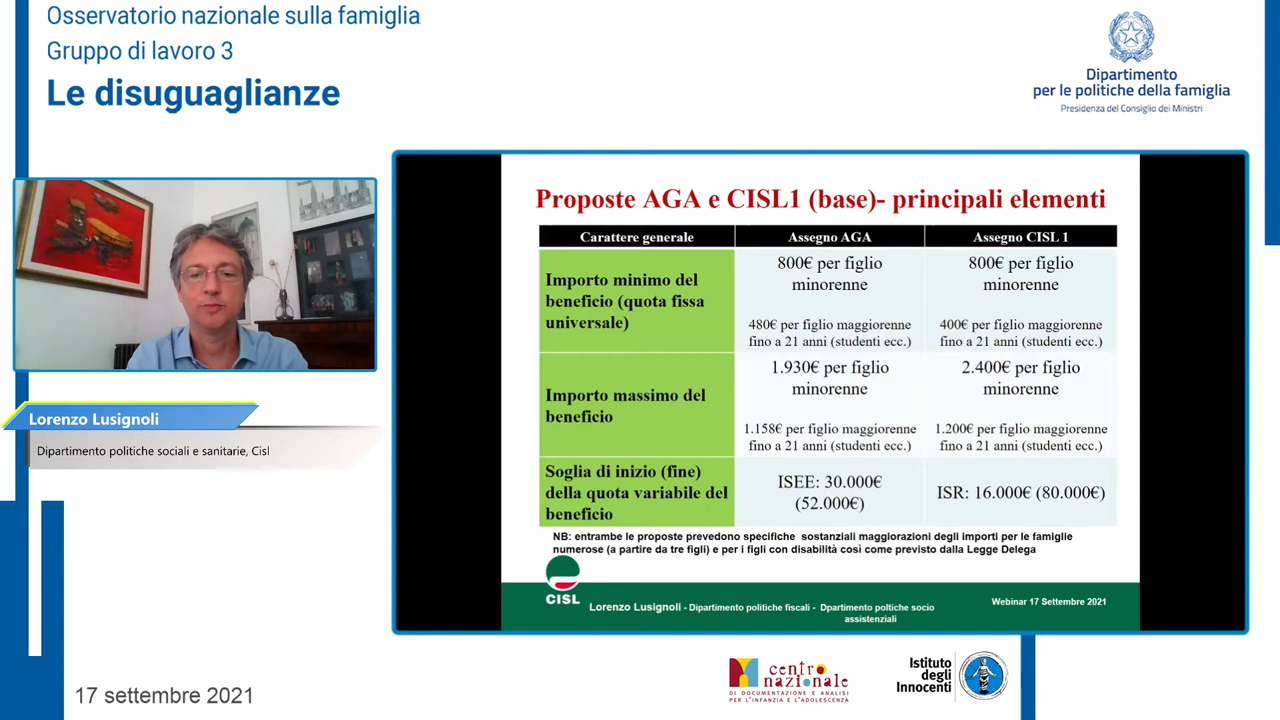 Osservatorio nazionale sulla famiglia
Gruppo di lavoro 3
Le disuguaglianze
Dipartimento
per le politiche della famiglia
Presidenza del Consiglio dei Ministri
Lorenzo Lusignoli
Dipartimento politiche sociali e sanitarie, Cisl
Proposte AGA e CISL1 (base)- principali elementi
Carattere generale
Assegno AGA
Assegno CISL 1
Importo minimo del
beneficio (quota fissa
universale)
800€ per figlio
minorenne
480€ per figlio maggiorenne
fino a 21 anni (studenti ecc.)
800€ per figlio
minorenne
400€ per figlio maggiorenne
fino a 21 anni (studenti ecc.)
Importo massimo del
beneficio
1.930€ per figlio
minorenne
1.158€ per figlio maggiorenne
fino a 21 anni (studenti ecc.)
2.400€ per figlio
minorenne
1.200€ per figlio maggiorenne
fino a 21 anni (studenti ecc.)
Soglia di inizio (fine)
della quota variabile del
beneficio
ISEE: 30.000€
(52.000€)
ISR: 16.000€ (80.000€)
NB: entrambe le proposte prevedono specifiche sostanziali maggiorazioni degli importi per le famiglie
numerose (a partire da tre figli) e per i figli con disabilità così come previsto dalla Legge Delega
CISL
Lorenzo Lusignoli - Dipartimento politiche fiscali - Dpartimento poltiche socio
assistenziali
Webinar 17 Settembre 2021
17 settembre 2021
centro
nazionale
DI DOCUMENTAZIONE E ANALISI
PER L'INFANZIA E L'ADOLESCENZA
Istituto
degli
Innocenti